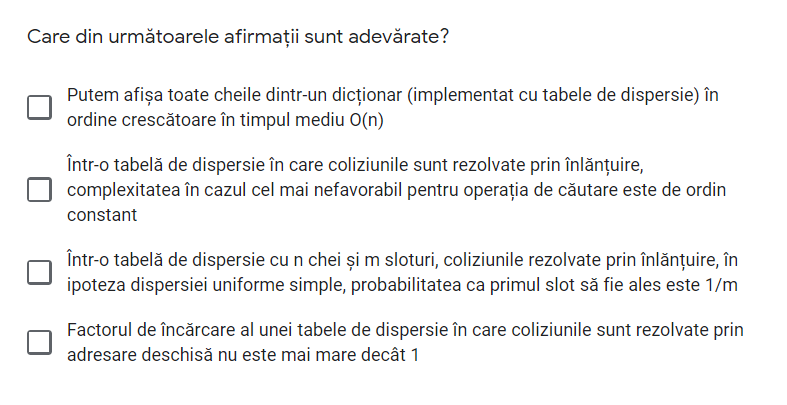 Care din următoarele afirmații sunt adevărate?
Putem afișa toate cheile dintr-un dicționar (implementat cu tabele de dispersie) în
ordine crescătoare în timpul mediu O(n)
Într-o tabelă de dispersie în care coliziunile sunt rezolvate prin înlănțuire,
complexitatea în cazul cel mai nefavorabil pentru operația de căutare este de ordin
constant
Într-o tabelă de dispersie cu n chei și m sloturi, coliziunile rezolvate prin înlănțuire, în
ipoteza dispersiei uniforme simple, probabilitatea ca primul slot să fie ales este 1/m
Factorul de încărcare al unei tabele de dispersie în care coliziunile sunt rezolvate prin
adresare deschisă nu este mai mare decât 1